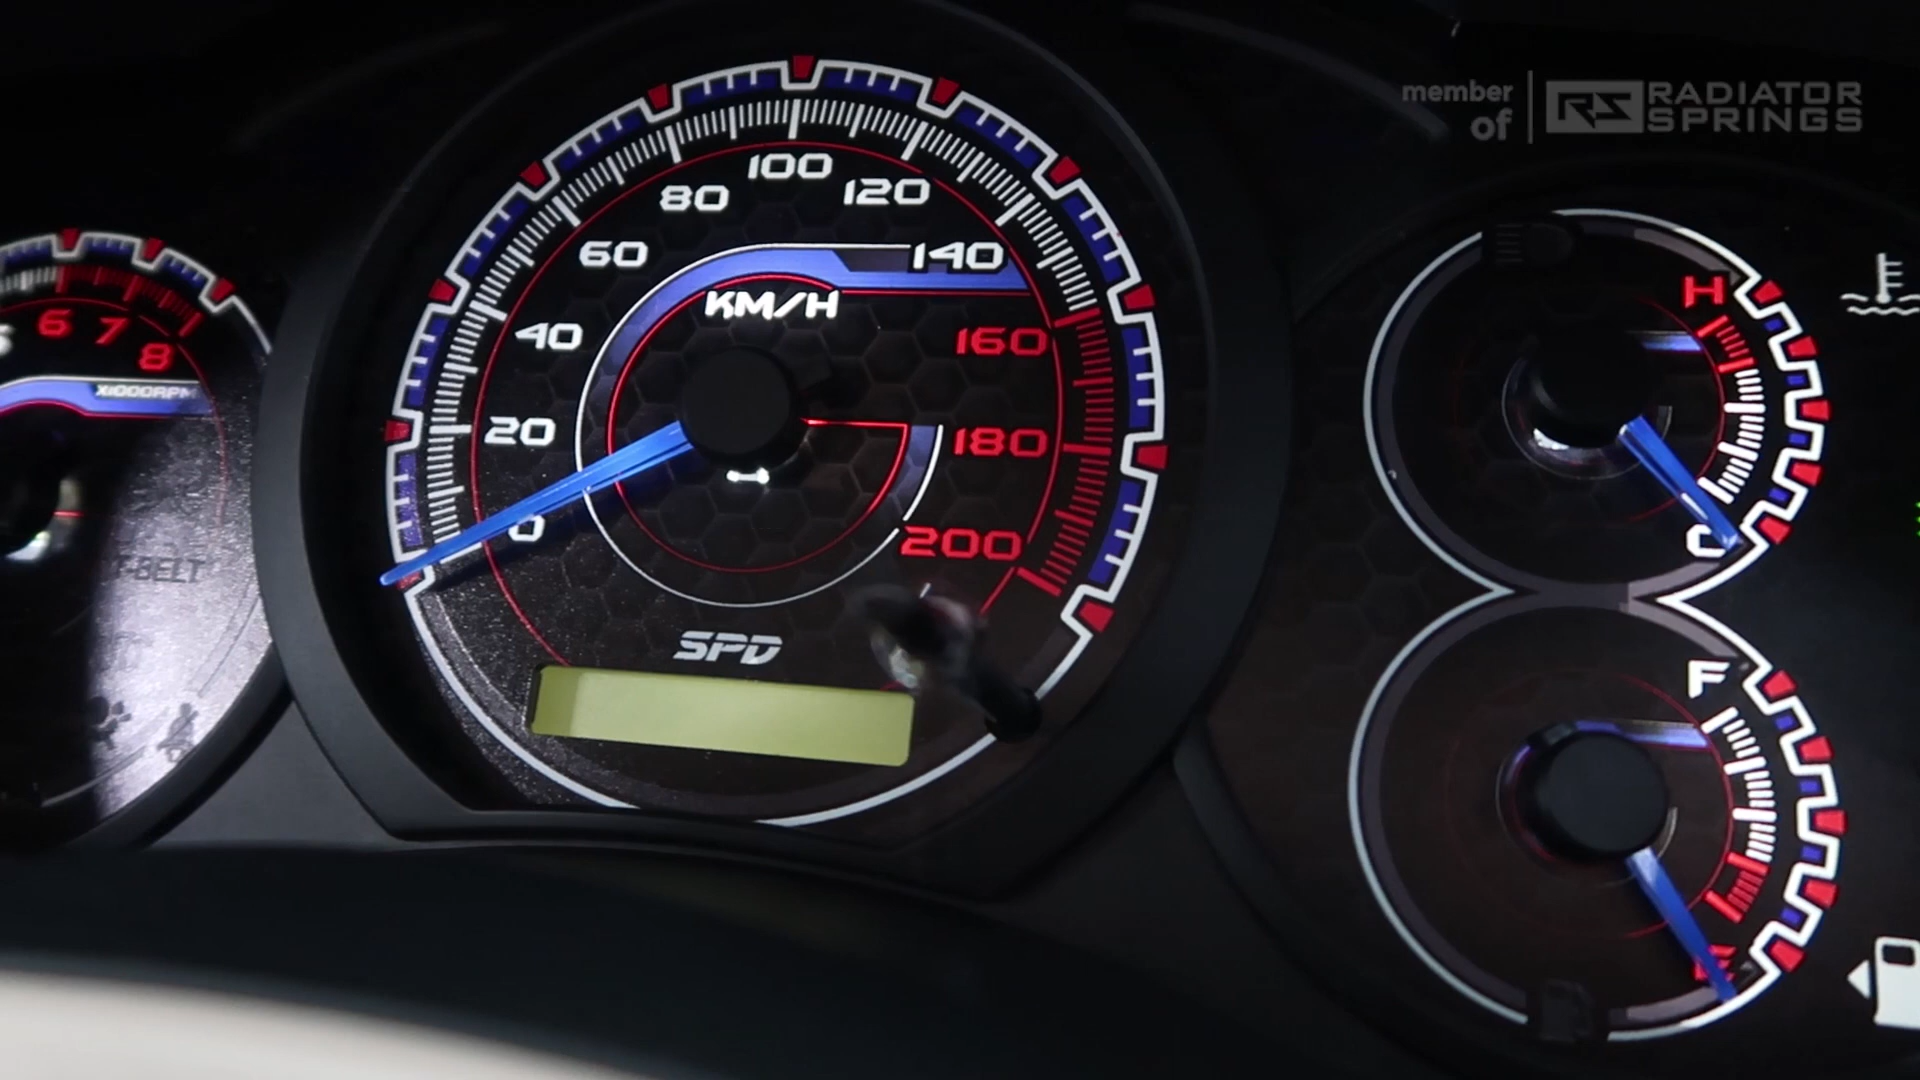 member of
RS RADIATOR SPRINGS
100
80
120
60
140
KM/H
H
6
7
8
40
160
X1000RPM
20
180
0
200
C
T-BELT
SPD
F
E